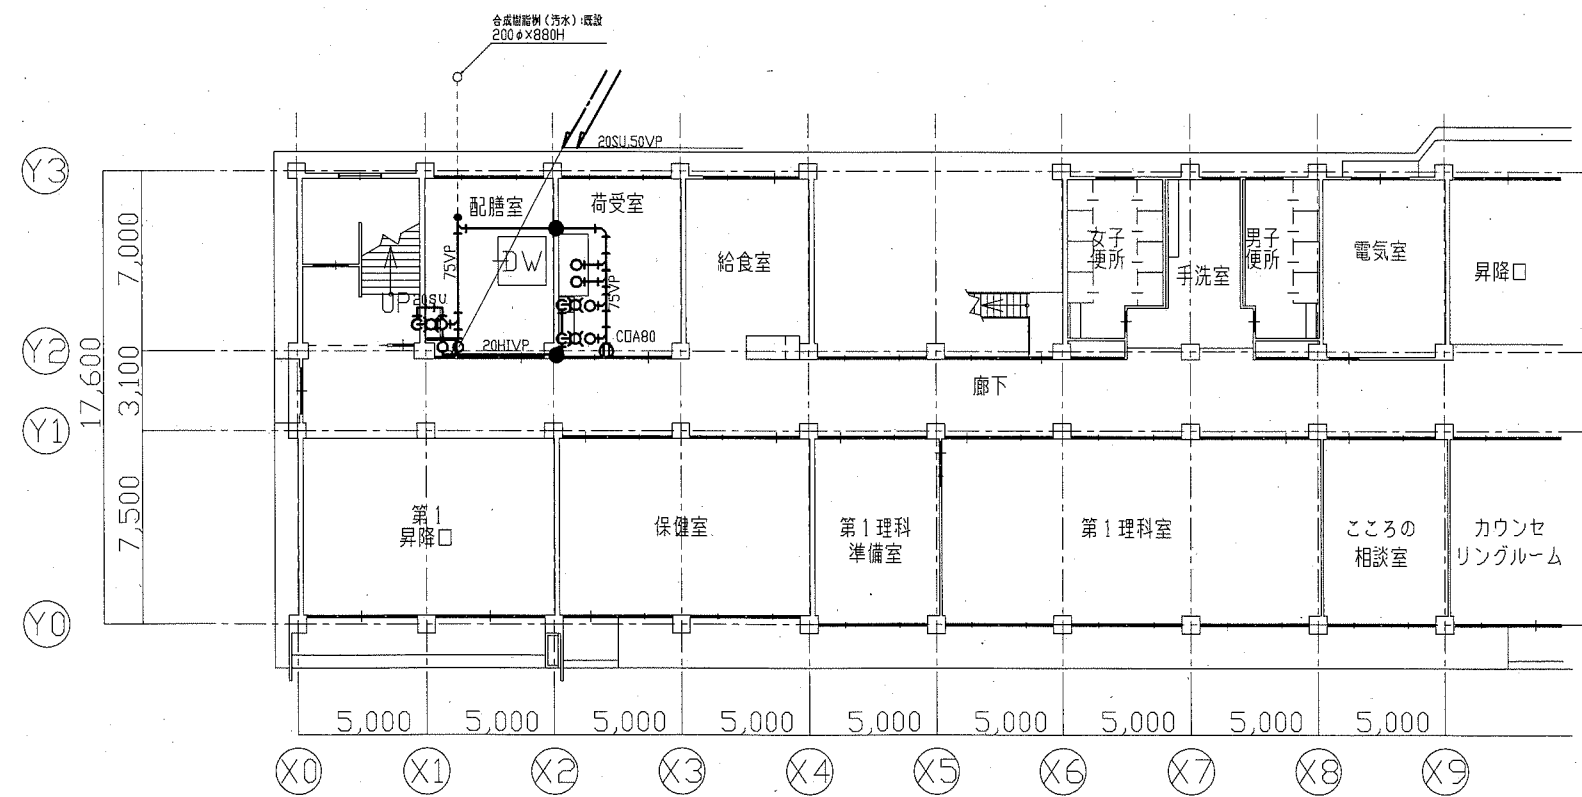 合成樹脂桝（汚水）:既設
200φ×880H
20SU.50VP
Y3
配膳室
荷受室
給食室
女子
便所
手洗室
男子
便所
電気室
昇降口
7,000
75VP
DW
75VP
UP
20SU
20HIVP
COA80
Y2
17,600
3,100
廊下
Y1
7,500
第1
昇降口
保健室
第1理科
準備室
第1理科室
こころの
相談室
カウンセ
リングルーム
Y0
5,000 5,000 5,000 5,000 5,000 5,000 5,000 5,000 5,000
X0 X1 X2 X3 X4 X5 X6 X7 X8 X9